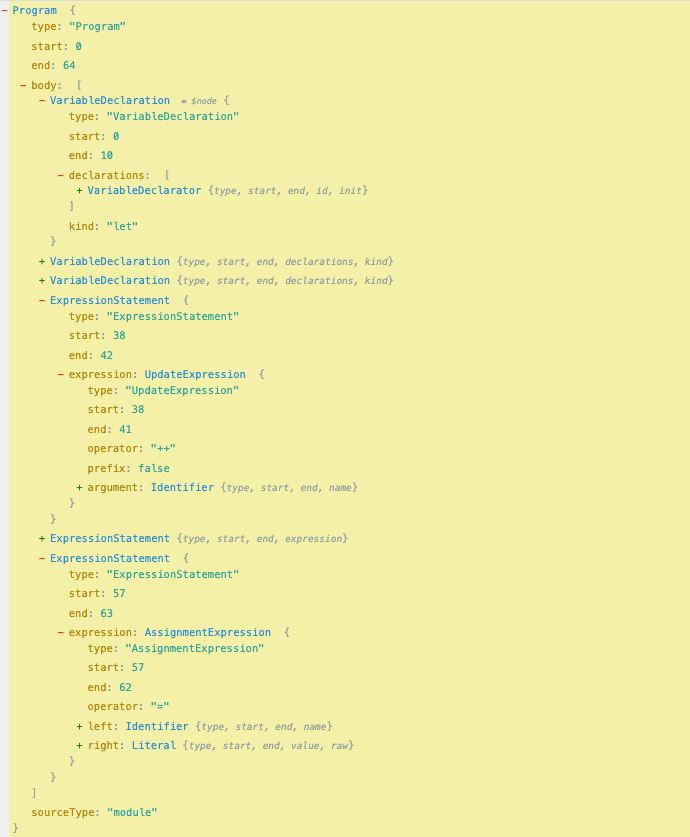 − Program {
type: "Program"
start: 0
end: 64
− body: [
− VariableDeclaration = $node {
type: "VariableDeclaration"
start: 0
end: 10
− declarations: [
+ VariableDeclarator {type, start, end, id, init}
]
kind: "let"
}
+ VariableDeclaration {type, start, end, declarations, kind}
+ VariableDeclaration {type, start, end, declarations, kind}
− ExpressionStatement {
type: "ExpressionStatement"
start: 38
end: 42
− expression: UpdateExpression {
type: "UpdateExpression"
start: 38
end: 41
operator: "++"
prefix: false
+ argument: Identifier {type, start, end, name}
}
}
+ ExpressionStatement {type, start, end, expression}
− ExpressionStatement {
type: "ExpressionStatement"
start: 57
end: 63
− expression: AssignmentExpression {
type: "AssignmentExpression"
start: 57
end: 62
operator: "="
+ left: Identifier {type, start, end, name}
+ right: Literal {type, start, end, value, raw}
}
}
]
sourceType: "module"
}